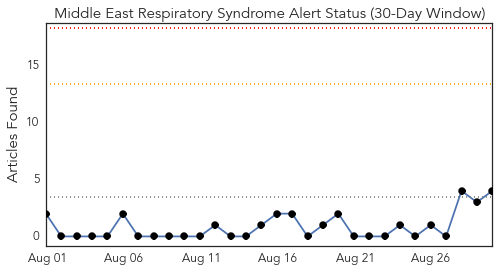 Middle East Respiratory Syndrome Alert Status (30-Day Window)
Articles Found
15
10
5
0
Aug 01 Aug 06 Aug 11 Aug 16 Aug 21 Aug 26